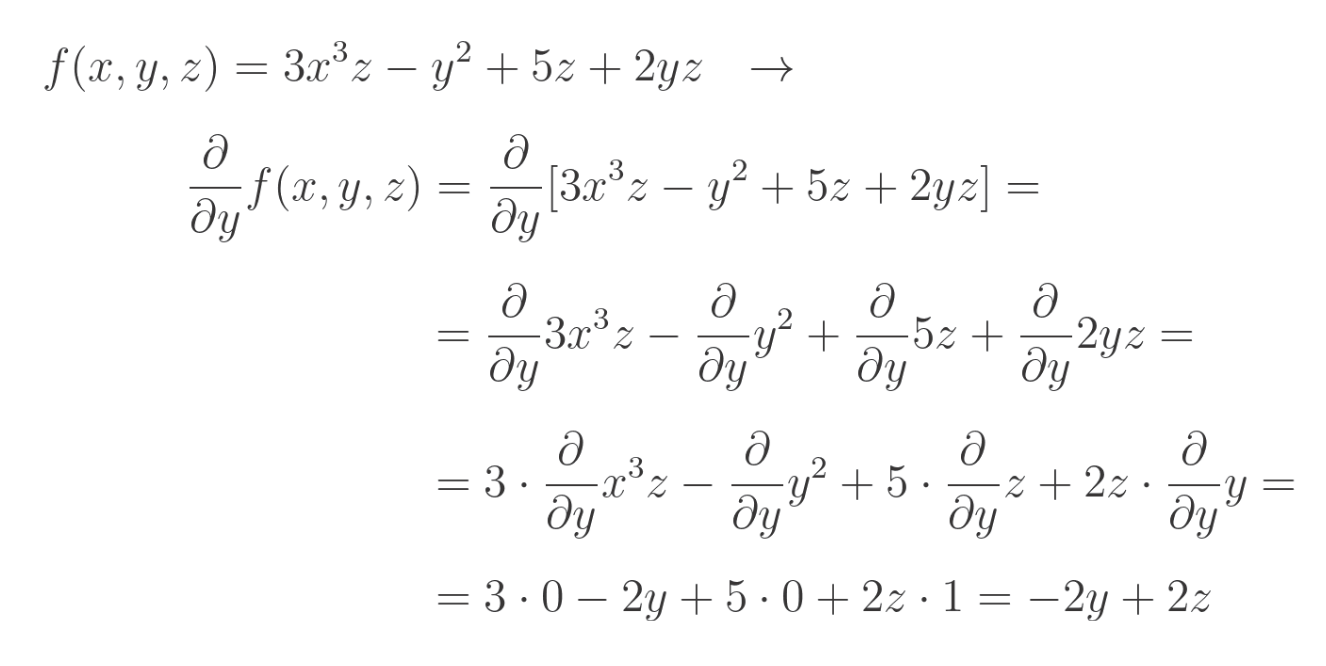 f(x, y, z) = 3x³z − y² + 5z + 2yz →
∂/∂y f(x, y, z) = ∂/∂y [3x³z − y² + 5z + 2yz] =
= ∂/∂y 3x³z − ∂/∂y y² + ∂/∂y 5z + ∂/∂y 2yz =
= 3 · ∂/∂y x³z − ∂/∂y y² + 5 · ∂/∂y z + 2z · ∂/∂y y =
= 3 · 0 − 2y + 5 · 0 + 2z · 1 = −2y + 2z